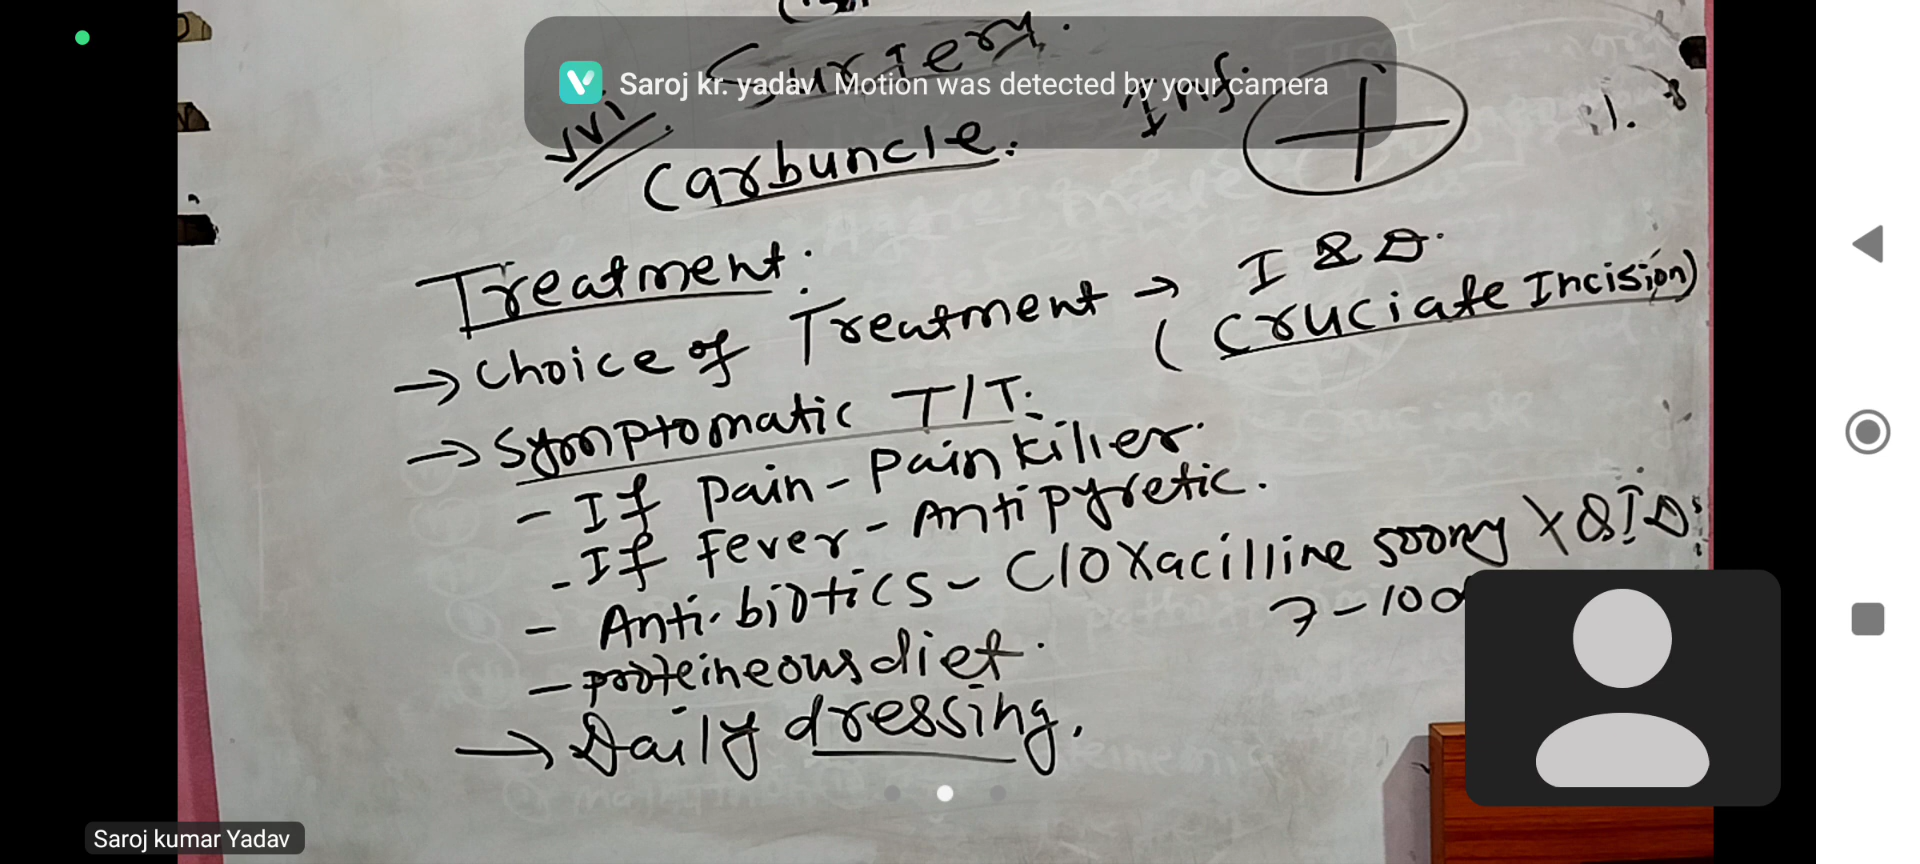 Surgery.
Saroj kr. yadav Motion was detected by your camera
Inf.
Carbuncle.
Treatment:
→ Choice of Treatment → I & D.
(Cruciate Incision)
→ Symptomatic T/T:
- If Pain - Pain killer.
- If Fever - Antipyretic.
- Anti-biotics - Cloxacilline 500mg X QID
7-10d
- proteineous diet.
→ Daily dressing.
Saroj kumar Yadav